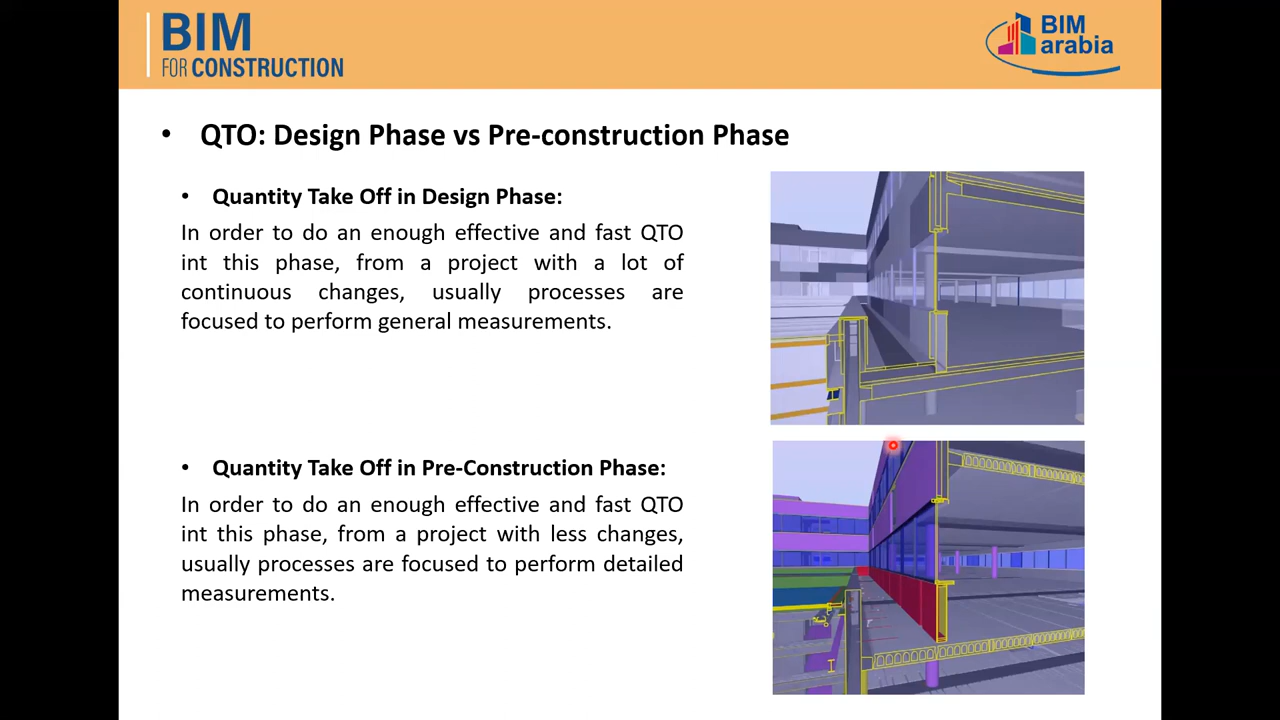 BIM
FOR CONSTRUCTION
BIM
arabia
• QTO: Design Phase vs Pre-construction Phase
• Quantity Take Off in Design Phase:
In order to do an enough effective and fast QTO
int this phase, from a project with a lot of
continuous changes, usually processes are
focused to perform general measurements.
• Quantity Take Off in Pre-Construction Phase:
In order to do an enough effective and fast QTO
int this phase, from a project with less changes,
usually processes are focused to perform detailed
measurements.